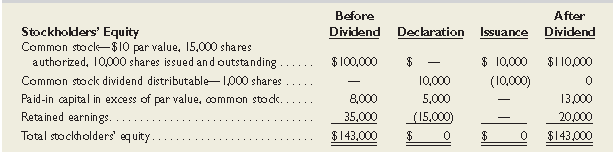 Before After
Stockholders' Equity Dividend Declaration Issuance Dividend
Common stock—$10 par value, 15,000 shares
authorized, 10,000 shares issued and outstanding ...... $100,000 $ — $ 10,000 $110,000
Common stock dividend distributable—1,000 shares ...... — 10,000 (10,000) 0
Paid-in capital in excess of par value, common stock...... 8,000 5,000 — 13,000
Retained earnings. ............................. 35,000 (15,000) — 20,000
Total stockholders' equity........................ $143,000 $ 0 $ 0 $143,000